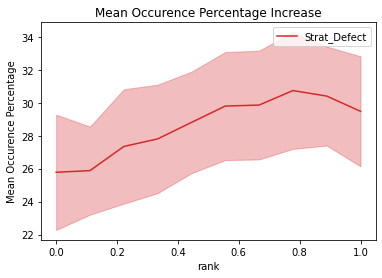 Mean Occurence Percentage Increase
Strat_Defect
Mean Occurence Percentage
34
32
30
28
26
24
22
0.0 0.2 0.4 0.6 0.8 1.0
rank